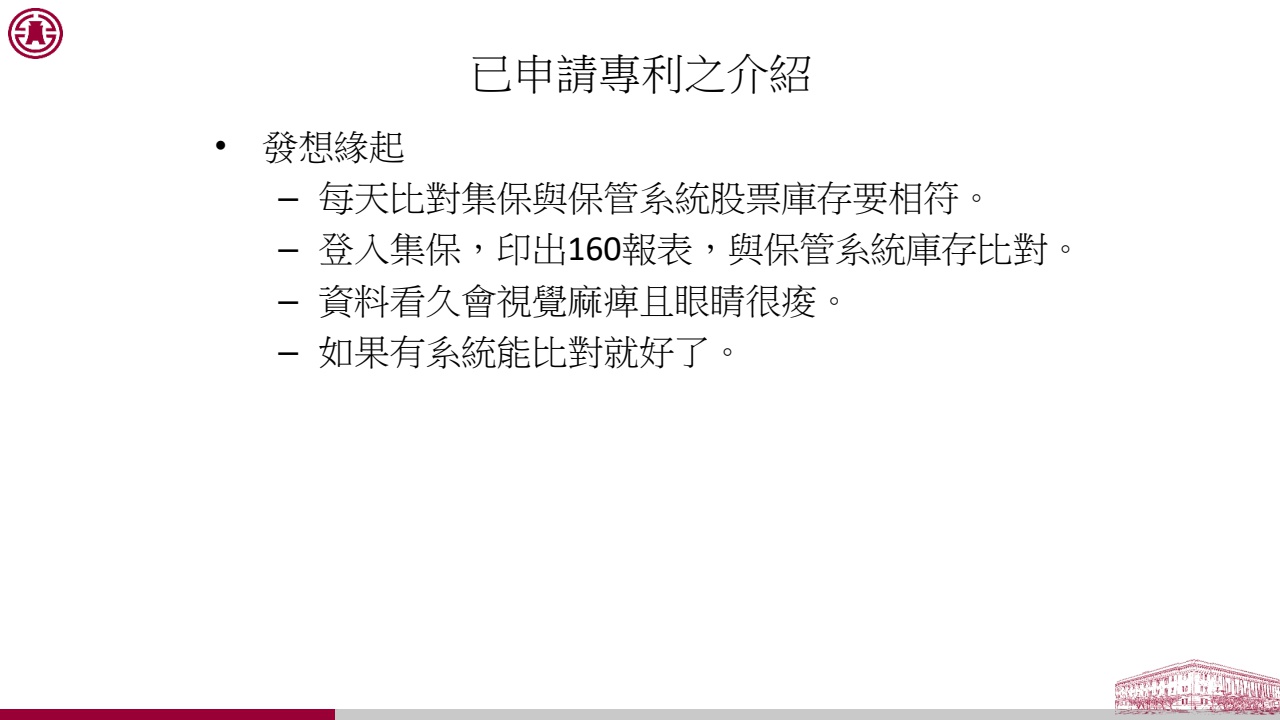 已申請專利之介紹
• 發想緣起
– 每天比對集保與保管系統股票庫存要相符。
– 登入集保，印出160報表，與保管系統庫存比對。
– 資料看久會視覺麻痺且眼睛很痠。
– 如果有系統能比對就好了。